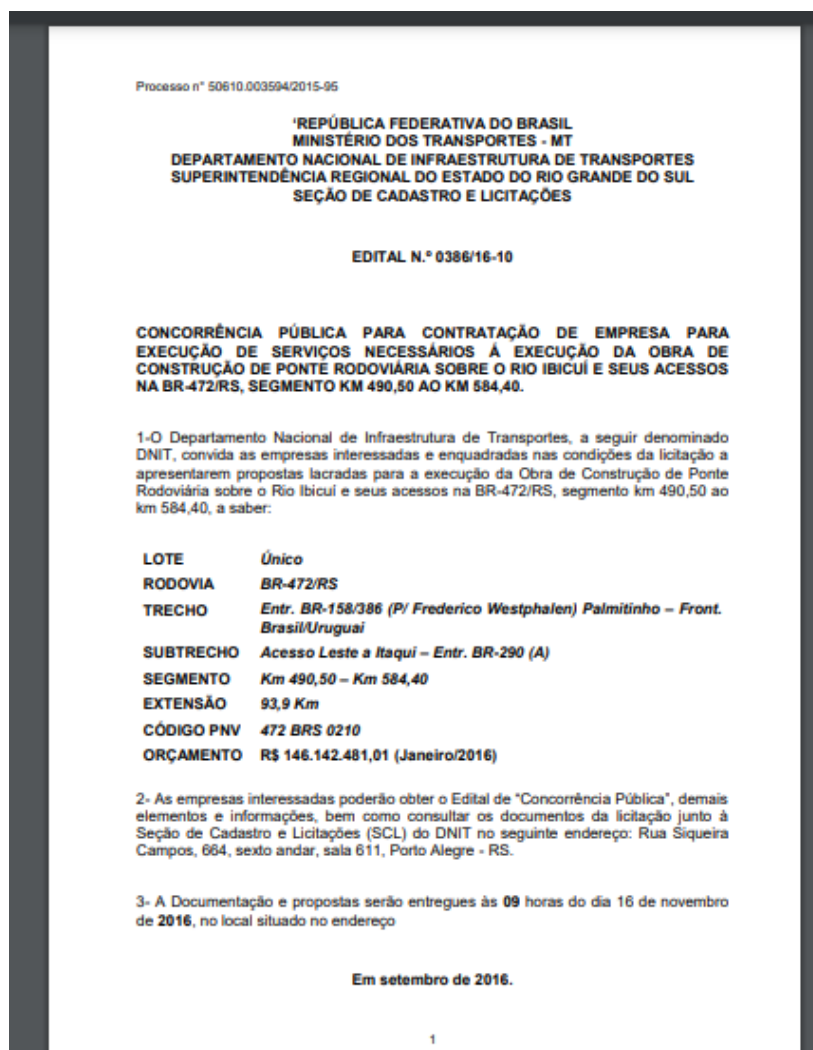 Processo n° 50610.003594/2015-95
‘REPÚBLICA FEDERATIVA DO BRASIL
MINISTÉRIO DOS TRANSPORTES - MT
DEPARTAMENTO NACIONAL DE INFRAESTRUTURA DE TRANSPORTES
SUPERINTENDÊNCIA REGIONAL DO ESTADO DO RIO GRANDE DO SUL
SEÇÃO DE CADASTRO E LICITAÇÕES
EDITAL N.º 0386/16-10
CONCORRÊNCIA PÚBLICA PARA CONTRATAÇÃO DE EMPRESA PARA
EXECUÇÃO DE SERVIÇOS NECESSÁRIOS Á EXECUÇÃO DA OBRA DE
CONSTRUÇÃO DE PONTE RODOVIÁRIA SOBRE O RIO IBICUÍ E SEUS ACESSOS
NA BR-472/RS, SEGMENTO KM 490,50 AO KM 584,40.
1-O Departamento Nacional de Infraestrutura de Transportes, a seguir denominado
DNIT, convida as empresas interessadas e enquadradas nas condições da licitação a
apresentarem propostas lacradas para a execução da Obra de Construção de Ponte
Rodoviária sobre o Rio Ibicuí e seus acessos na BR-472/RS, segmento km 490,50 ao
km 584,40, a saber:
LOTE Único
RODOVIA BR-472/RS
TRECHO Entr. BR-158/386 (P/ Frederico Westphalen) Palmitinho – Front.
Brasil/Uruguai
SUBTRECHO Acesso Leste a Itaqui – Entr. BR-290 (A)
SEGMENTO Km 490,50 – Km 584,40
EXTENSÃO 93,9 Km
CÓDIGO PNV 472 BRS 0210
ORÇAMENTO R$ 146.142.481,01 (Janeiro/2016)
2- As empresas interessadas poderão obter o Edital de “Concorrência Pública”, demais
elementos e informações, bem como consultar os documentos da licitação junto à
Seção de Cadastro e Licitações (SCL) do DNIT no seguinte endereço: Rua Siqueira
Campos, 664, sexto andar, sala 611, Porto Alegre - RS.
3- A Documentação e propostas serão entregues às 09 horas do dia 16 de novembro
de 2016, no local situado no endereço
Em setembro de 2016.
1